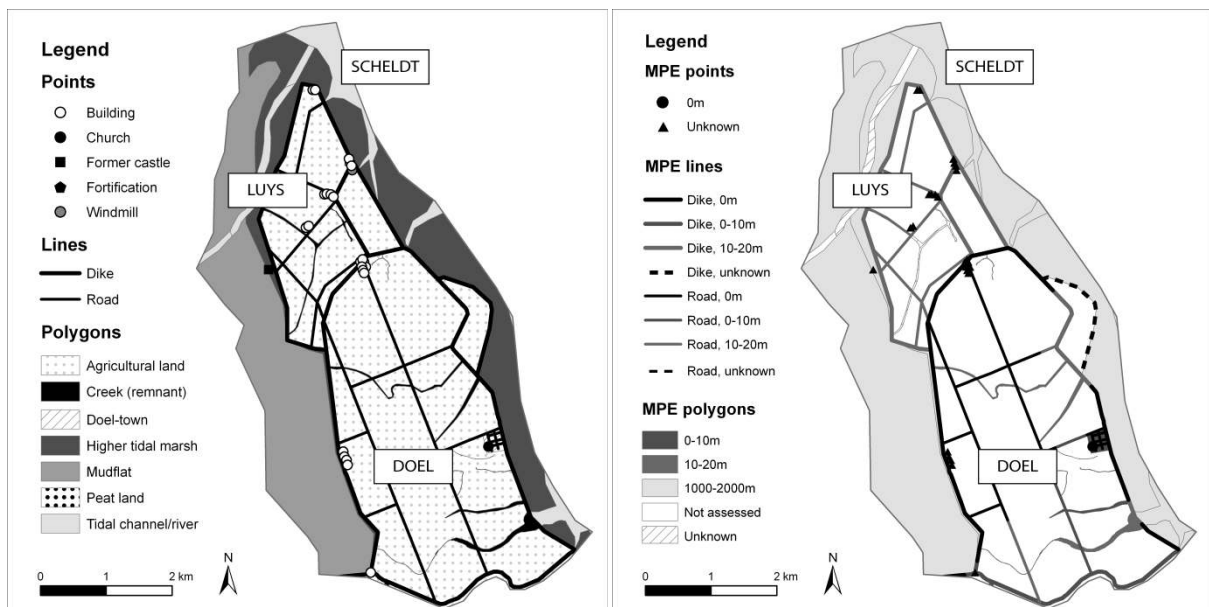 Legend
Points
Building
Church
Former castle
Fortification
Windmill
Lines
Dike
Road
Polygons
Agricultural land
Creek (remnant)
Doel-town
Higher tidal marsh
Mudflat
Peat land
Tidal channel/river
0 1 2 km
N
SCHELDT
LUYS
DOEL
Legend
MPE points
0m
Unknown
MPE lines
Dike, 0m
Dike, 0-10m
Dike, 10-20m
Dike, unknown
Road, 0m
Road, 0-10m
Road, 10-20m
Road, unknown
MPE polygons
0-10m
10-20m
1000-2000m
Not assessed
Unknown
0 1 2 km
N
SCHELDT
LUYS
DOEL